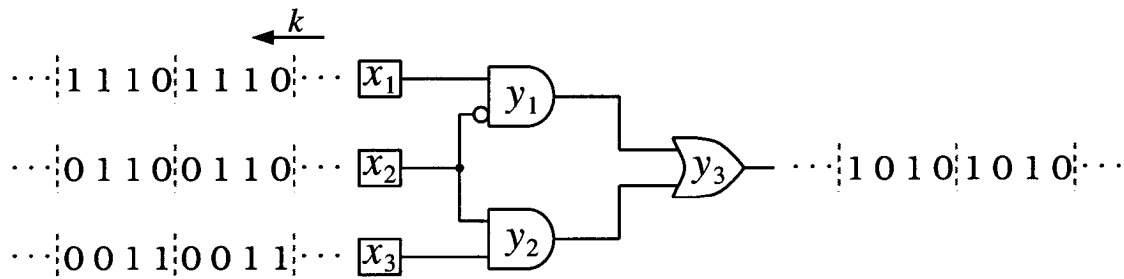 k
··· 1 1 1 0 1 1 1 0 ··· x₁ y₁
··· 0 1 1 0 0 1 1 0 ··· x₂ y₃ ··· 1 0 1 0 1 0 1 0 ···
··· 0 0 1 1 0 0 1 1 ··· x₃ y₂